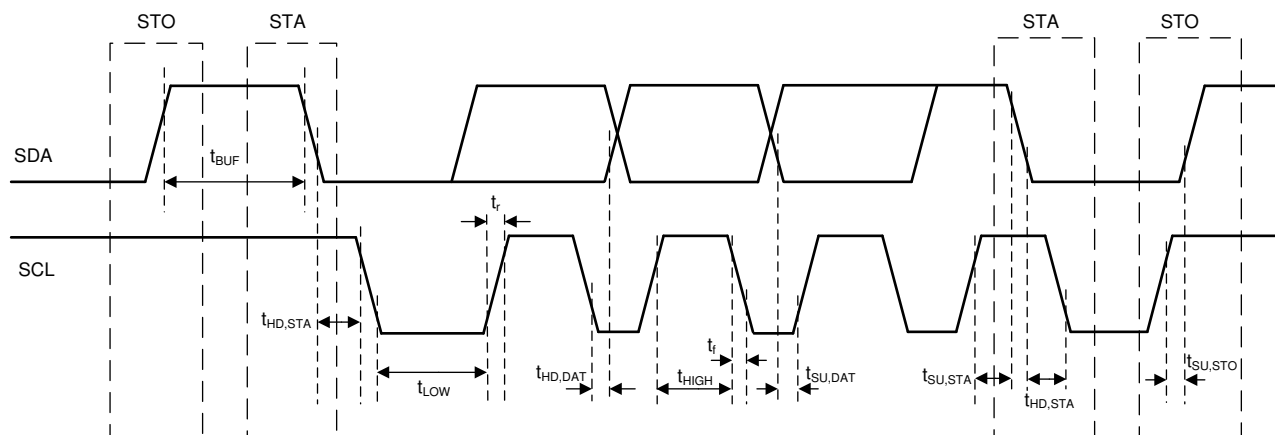 STO
STA
STA
STO
SDA
tBUF
tr
SCL
tHD,STA
tLOW
tHD,DAT
tHIGH
tf
tSU,DAT
tSU,STA
tHD,STA
tSU,STO